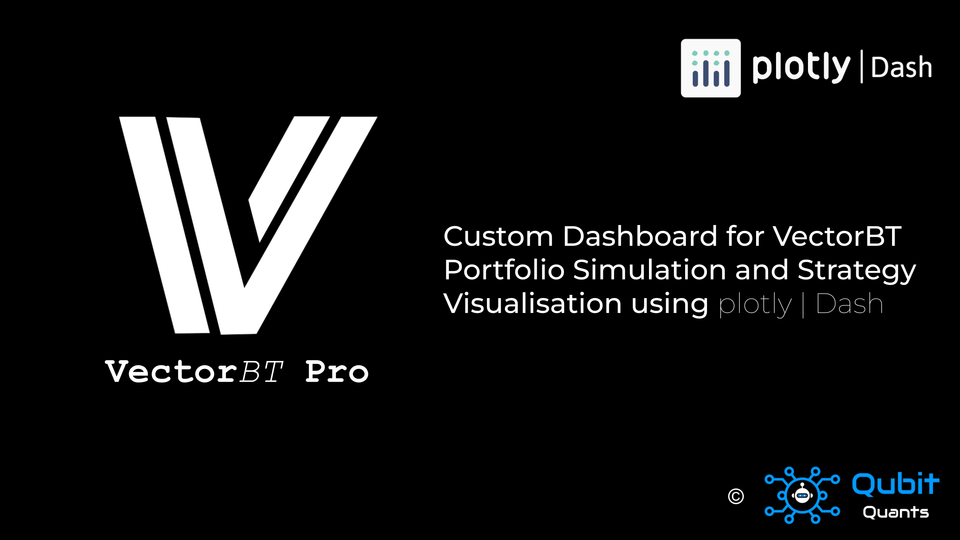 plotly | Dash
Custom Dashboard for VectorBT
Portfolio Simulation and Strategy
Visualisation using plotly | Dash
VectorBT Pro
© Qubit
Quants